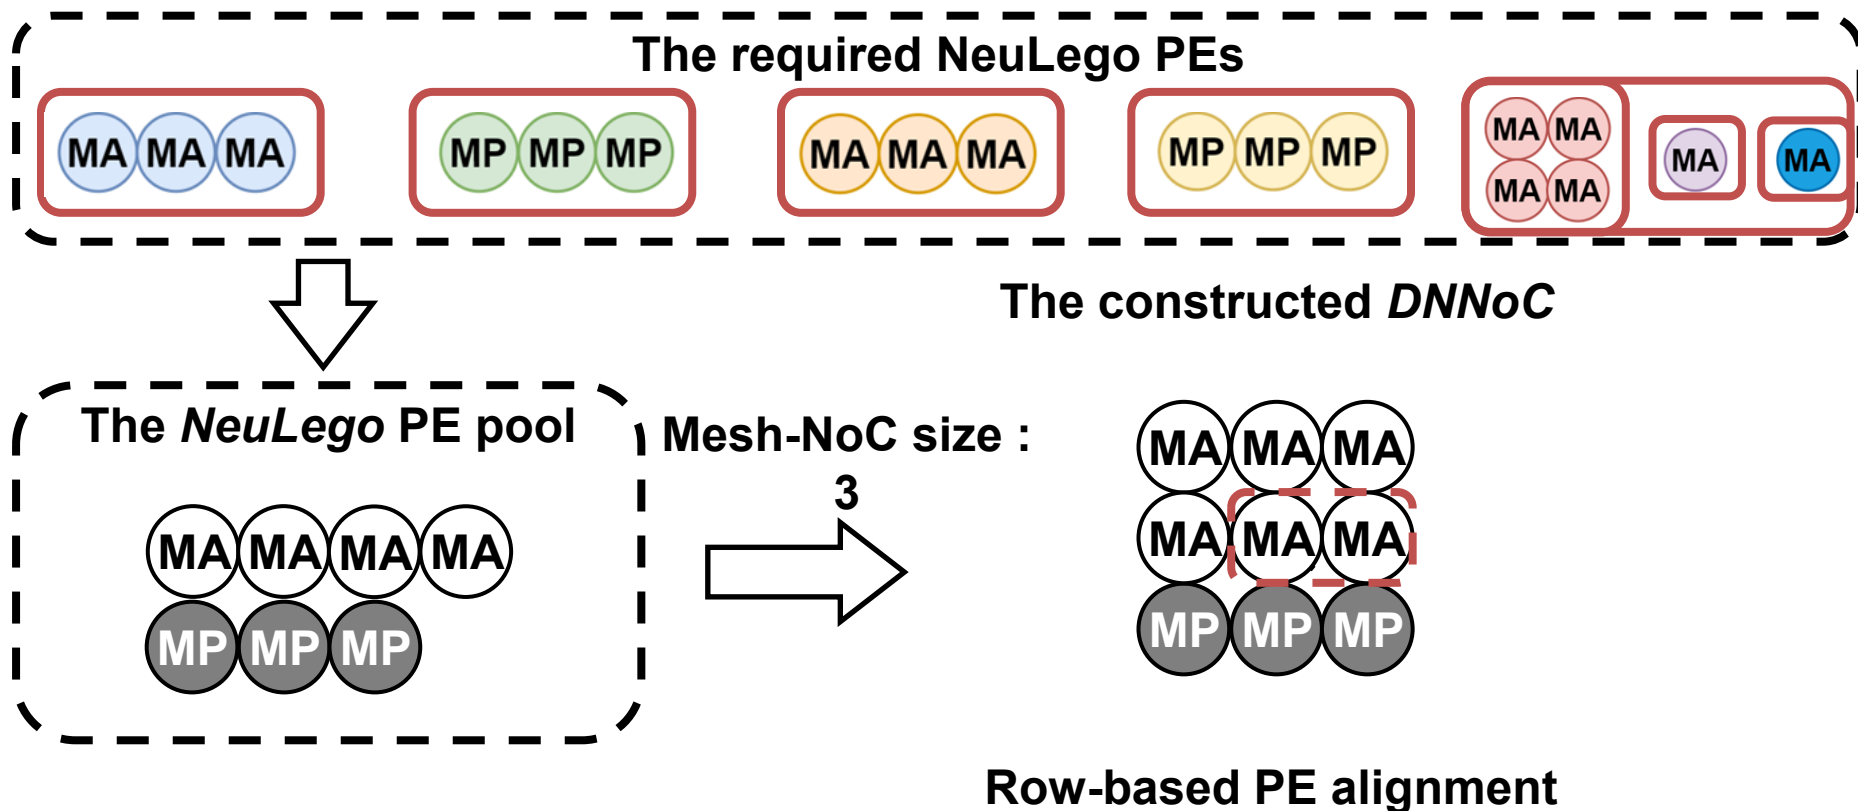 The required NeuLego PEs
MA MA MA MP MP MP MA MA MA MP MP MP MA MA
MA MA
MA MA
The constructed DNNoC
The NeuLego PE pool
MA MA MA MA
MP MP MP
Mesh-NoC size :
3
MA MA MA
MA MA MA
MP MP MP
Row-based PE alignment